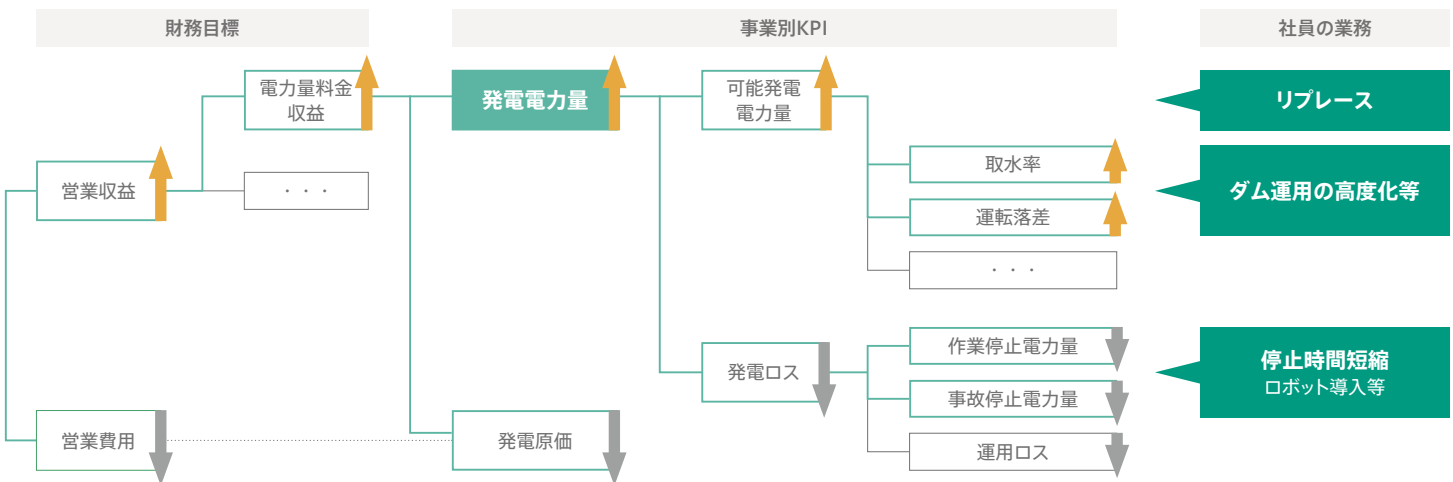 財務目標
事業別KPI
社員の業務
電力量料金
収益
発電電力量
可能発電
電力量
リプレース
取水率
営業収益
・・・
ダム運用の高度化等
運転落差
・・・
作業停止電力量
発電ロス
停止時間短縮
ロボット導入等
事故停止電力量
営業費用
発電原価
運用ロス